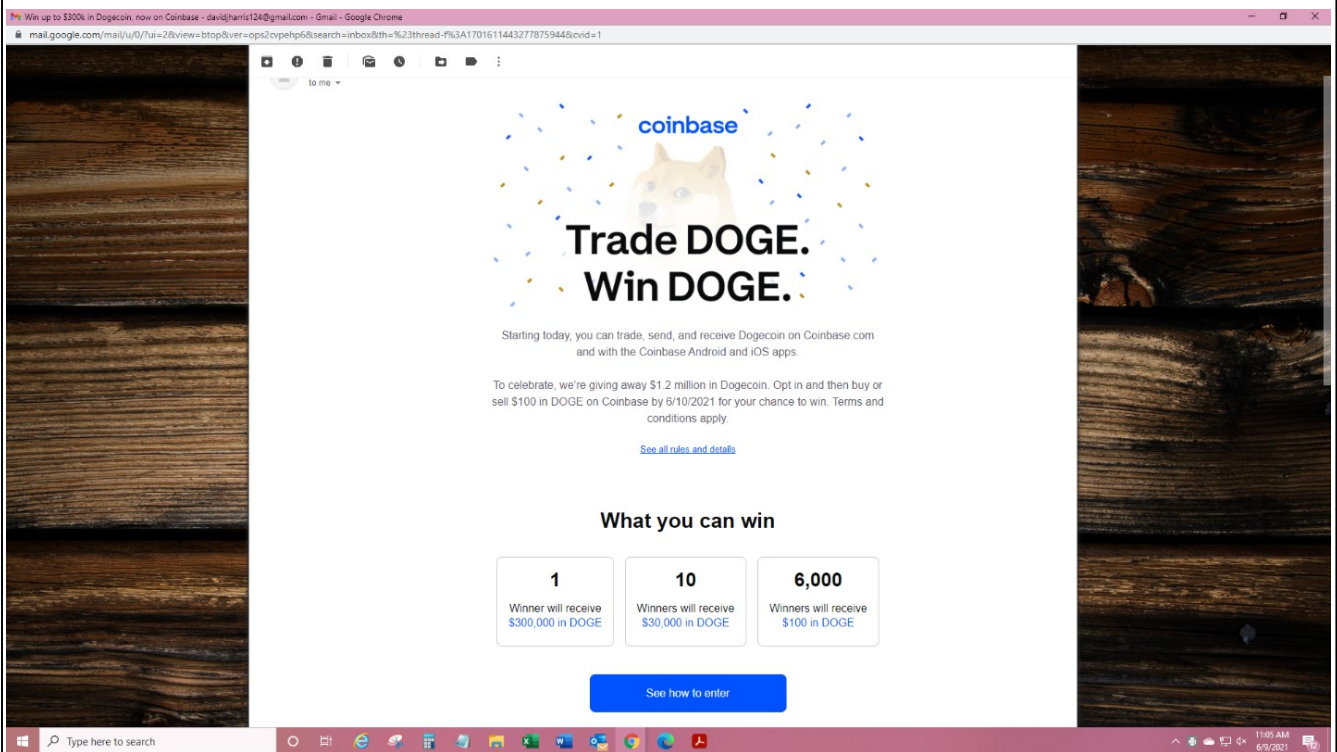 Win up to $300k in Dogecoin, now on Coinbase - davidjharris124@gmail.com - Gmail - Google Chrome
mail.google.com/mail/u/0/?ui=2&view=btop&ver=ops2cvpehp6&search=inbox&th=%23thread-f%3A1701611443277875944&cvid=1
to me
coinbase
Trade DOGE.
Win DOGE.
Starting today, you can trade, send, and receive Dogecoin on Coinbase.com
and with the Coinbase Android and iOS apps.
To celebrate, we're giving away $1.2 million in Dogecoin. Opt in and then buy or
sell $100 in DOGE on Coinbase by 6/10/2021 for your chance to win. Terms and
conditions apply.
See all rules and details
What you can win
1
Winner will receive
$300,000 in DOGE
10
Winners will receive
$30,000 in DOGE
6,000
Winners will receive
$100 in DOGE
See how to enter
Type here to search
11:05 AM
6/9/2021